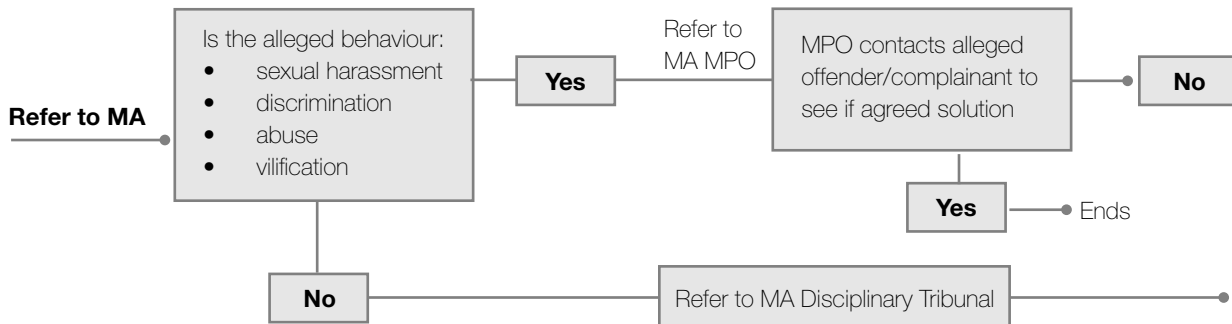 Refer to MA
Is the alleged behaviour:
• sexual harassment
• discrimination
• abuse
• vilification
Yes
Refer to
MA MPO
MPO contacts alleged
offender/complainant to
see if agreed solution
No
Yes
Ends
No
Refer to MA Disciplinary Tribunal